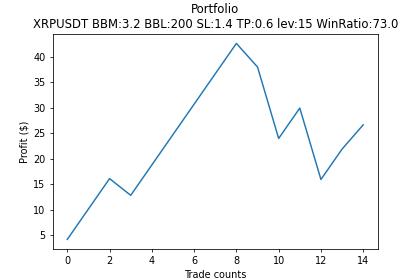 Portfolio
XRPUSDT BBM:3.2 BBL:200 SL:1.4 TP:0.6 lev:15 WinRatio:73.0
40
35
30
25
20
15
10
5
Profit ($)
0 2 4 6 8 10 12 14
Trade counts